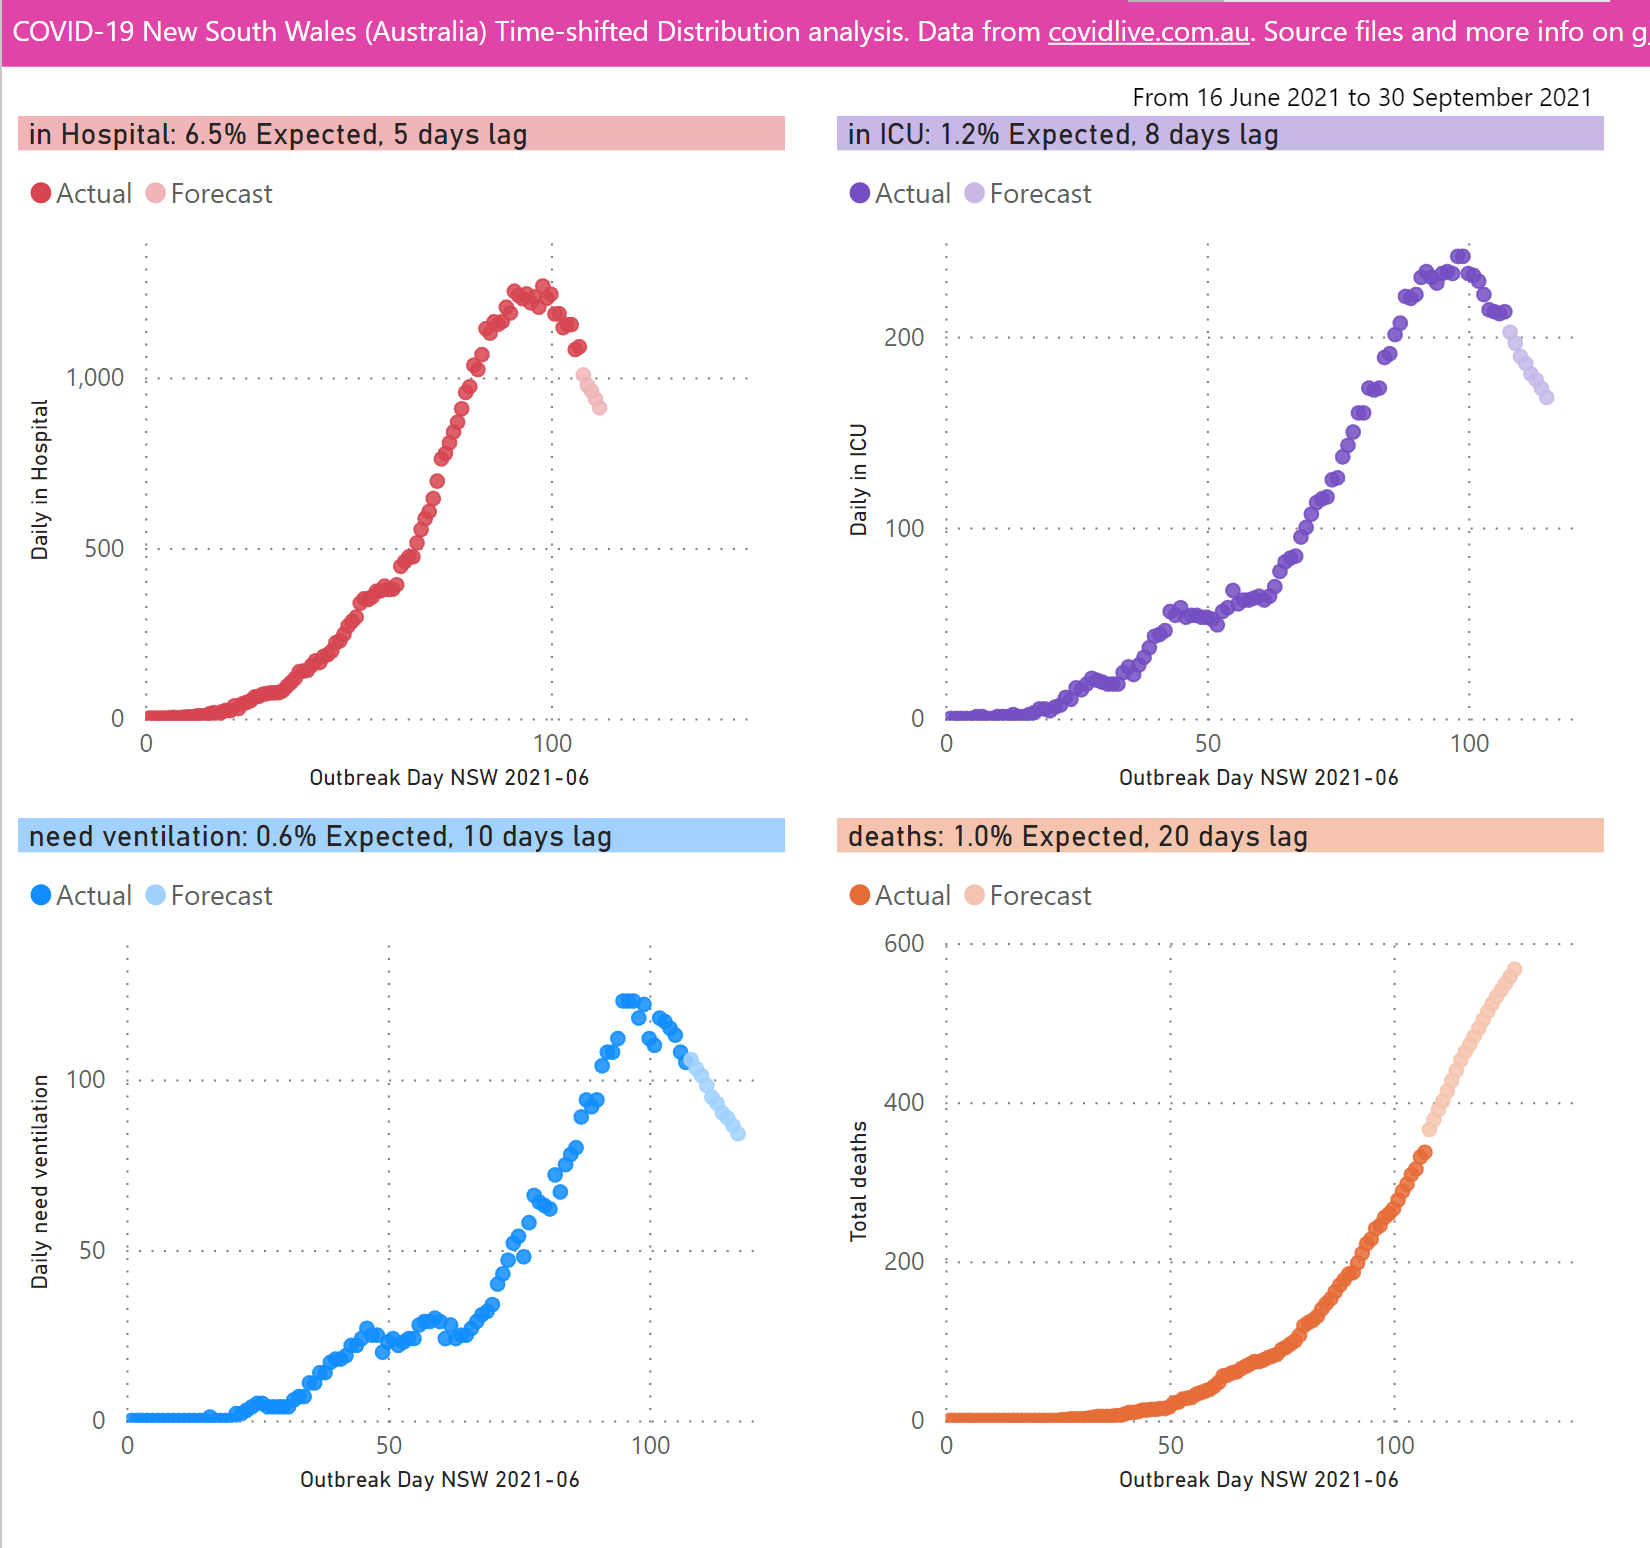 COVID-19 New South Wales (Australia) Time-shifted Distribution analysis. Data from covidlive.com.au. Source files and more info on
From 16 June 2021 to 30 September 2021
in Hospital: 6.5% Expected, 5 days lag
Actual Forecast
1,000
500
0
0 100
Daily in Hospital
Outbreak Day NSW 2021-06
in ICU: 1.2% Expected, 8 days lag
Actual Forecast
200
100
0
0 50 100
Daily in ICU
Outbreak Day NSW 2021-06
need ventilation: 0.6% Expected, 10 days lag
Actual Forecast
100
50
0
0 50 100
Daily need ventilation
Outbreak Day NSW 2021-06
deaths: 1.0% Expected, 20 days lag
Actual Forecast
600
400
200
0
0 50 100
Total deaths
Outbreak Day NSW 2021-06